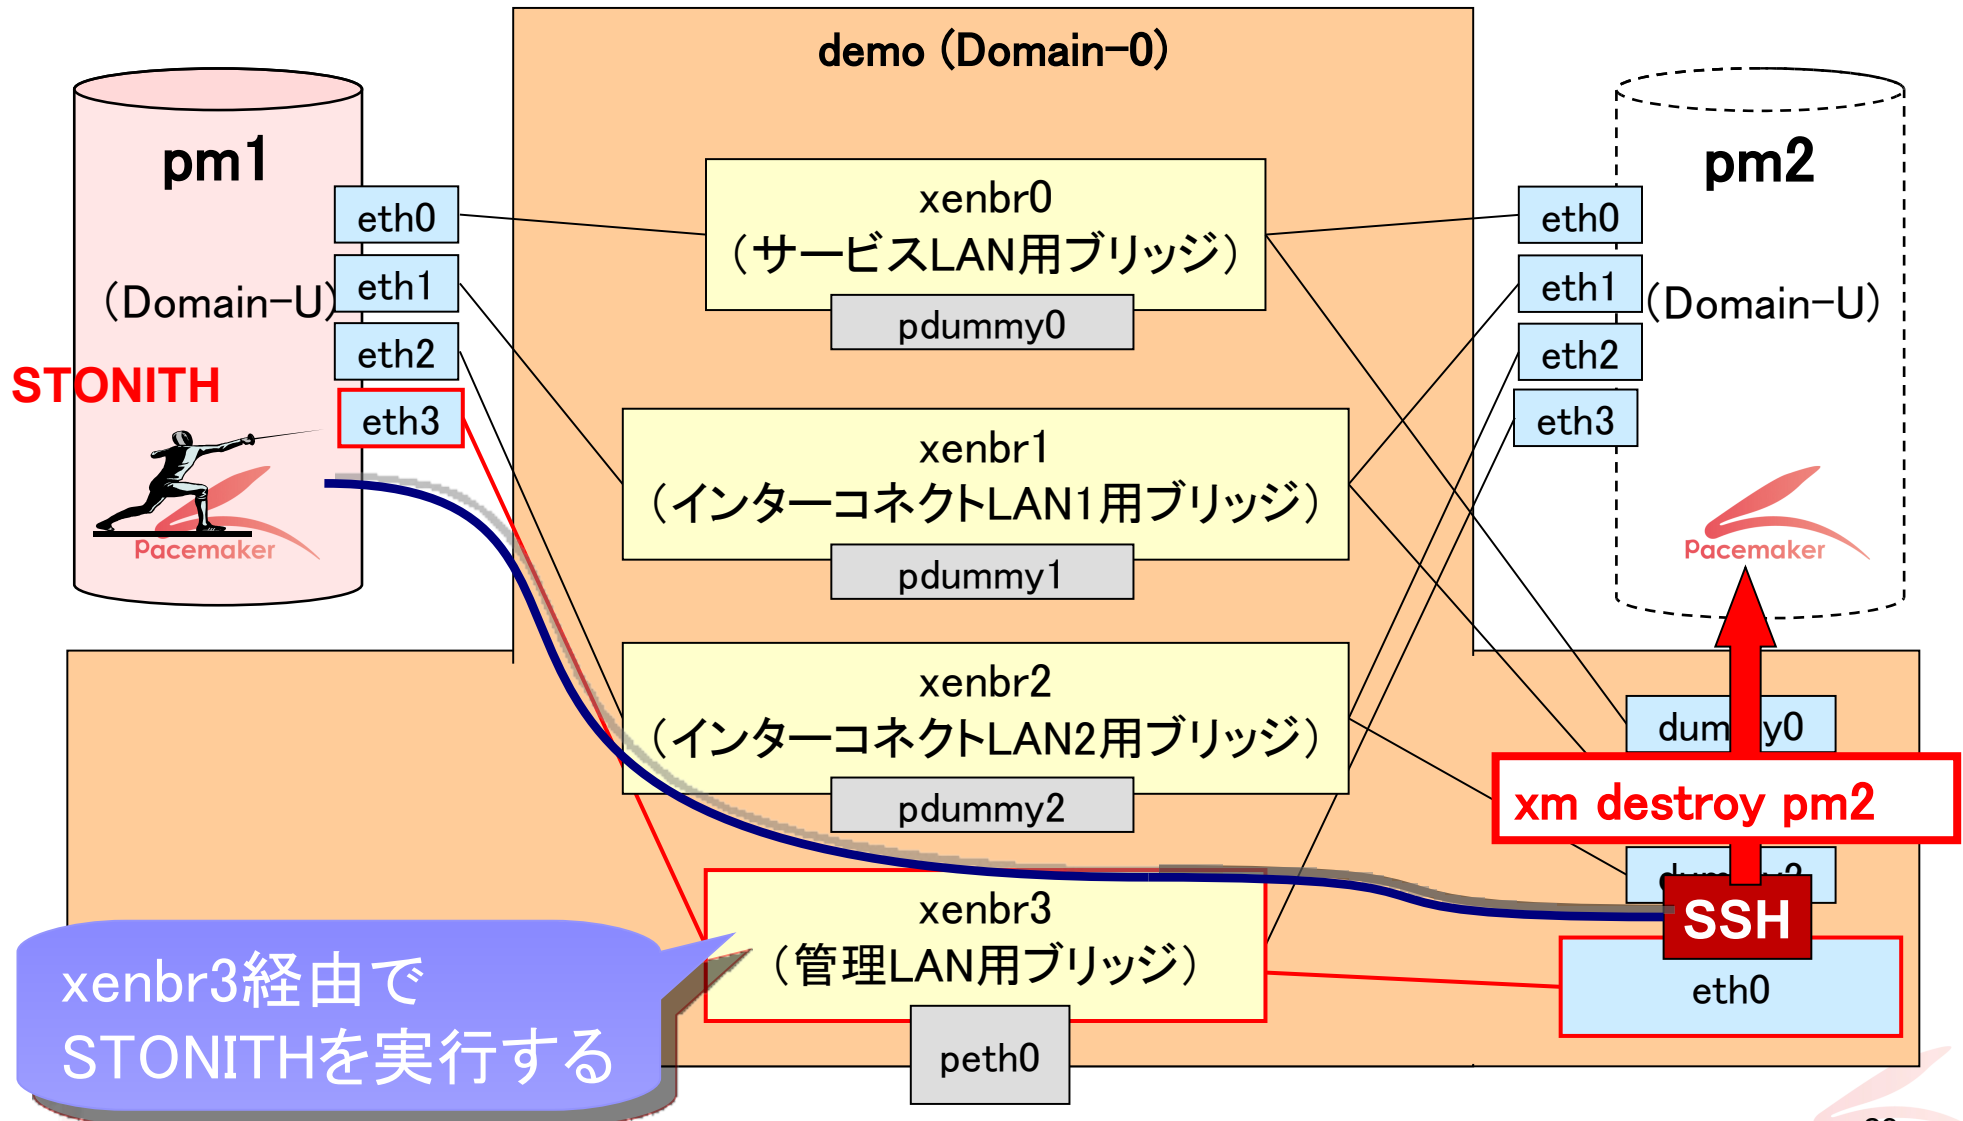 demo (Domain-0)
pm1
(Domain-U)
STONITH
Pacemaker
eth0
eth1
eth2
eth3
xenbr0
(サービスLAN用ブリッジ)
pdummy0
xenbr1
(インターコネクトLAN1用ブリッジ)
pdummy1
xenbr2
(インターコネクトLAN2用ブリッジ)
pdummy2
xenbr3
(管理LAN用ブリッジ)
peth0
pm2
(Domain-U)
eth0
eth1
eth2
eth3
Pacemaker
dummy0
xm destroy pm2
SSH
eth0
xenbr3経由で
STONITHを実行する